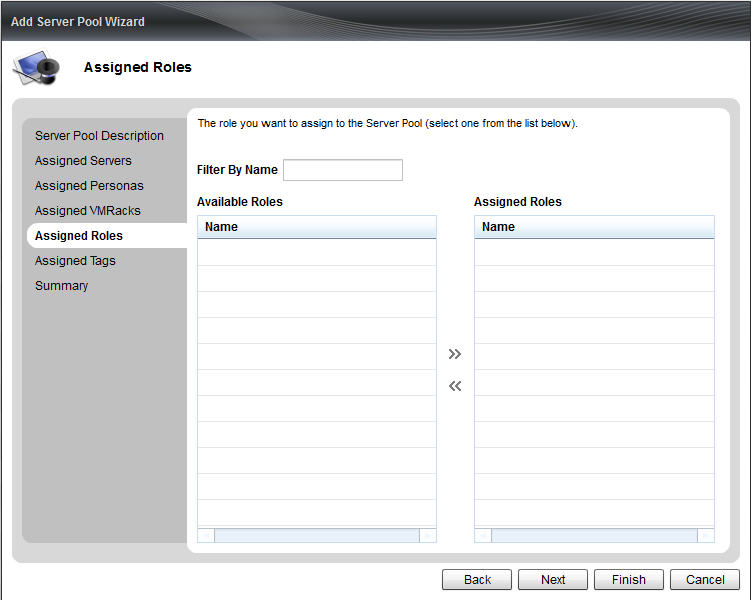 Add Server Pool Wizard
Assigned Roles
Server Pool Description
Assigned Servers
Assigned Personas
Assigned VMRacks
Assigned Roles
Assigned Tags
Summary
The role you want to assign to the Server Pool (select one from the list below).
Filter By Name
Available Roles
Name
Assigned Roles
Name
»
«
Back
Next
Finish
Cancel